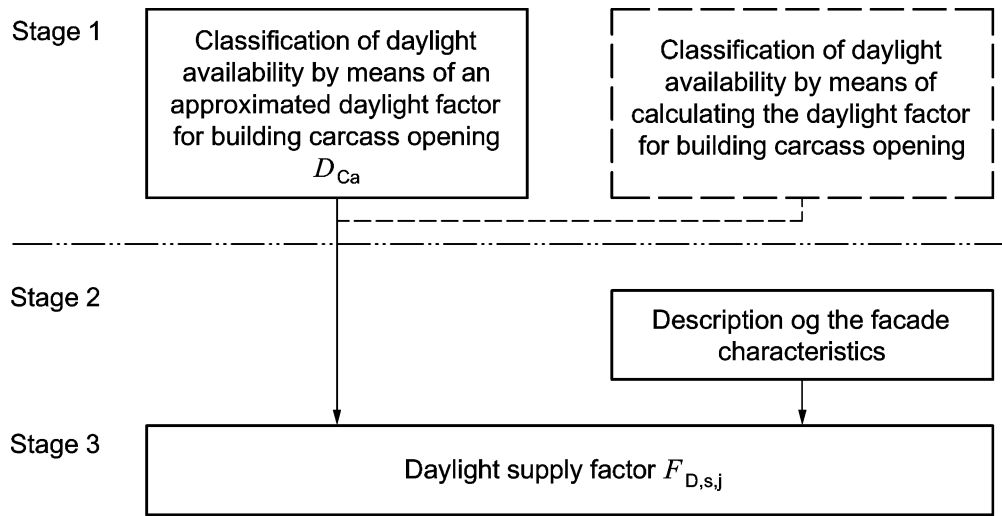 Stage 1
Classification of daylight
availability by means of an
approximated daylight factor
for building carcass opening
D Ca
Classification of daylight
availability by means of
calculating the daylight factor
for building carcass opening
Stage 2
Description og the facade
characteristics
Stage 3
Daylight supply factor F D,s,j